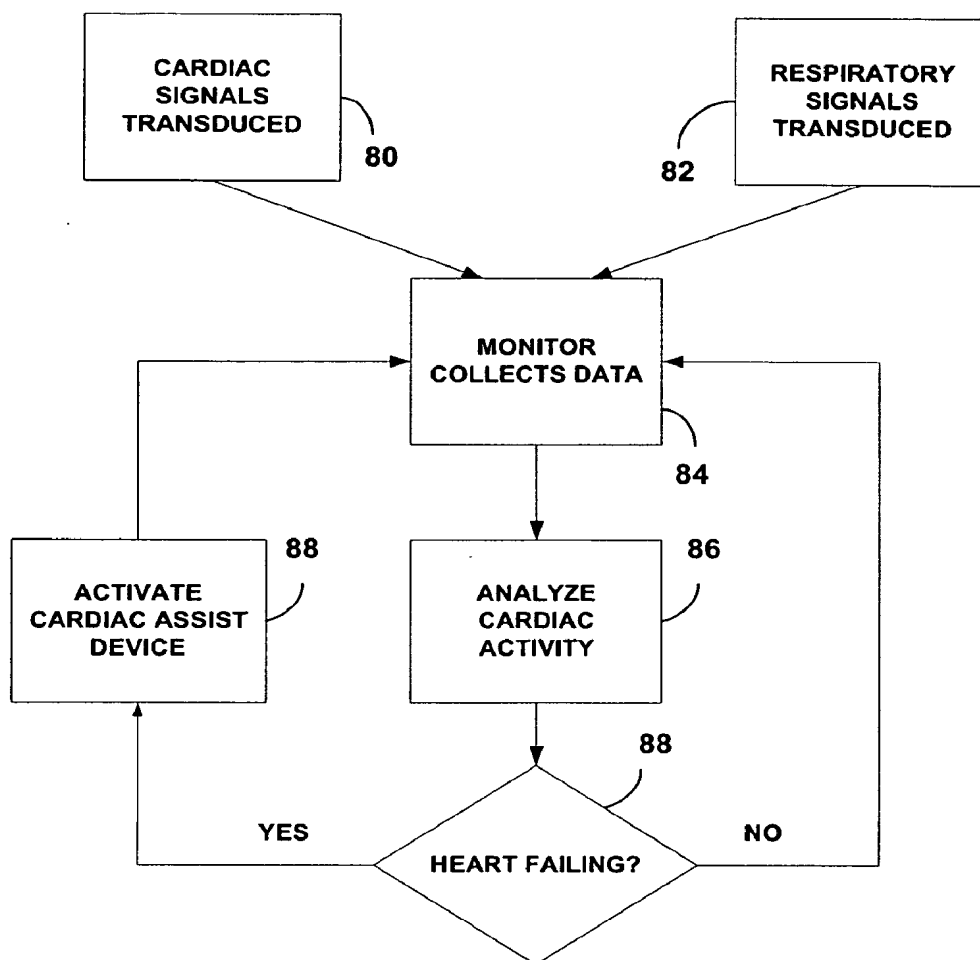 CARDIAC
SIGNALS
TRANSDUCED
80
RESPIRATORY
SIGNALS
TRANSDUCED
82
MONITOR
COLLECTS DATA
84
ACTIVATE
CARDIAC ASSIST
DEVICE
88
ANALYZE
CARDIAC
ACTIVITY
86
HEART FAILING?
88
YES
NO